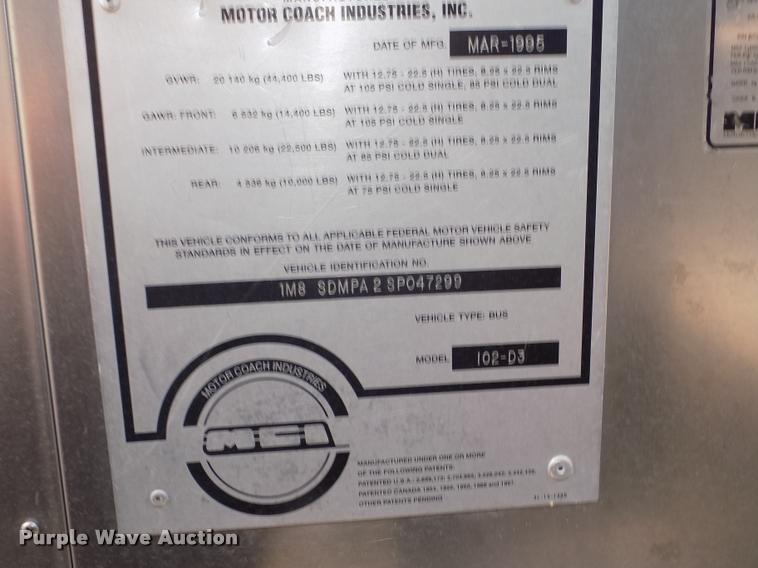 MOTOR COACH INDUSTRIES, INC.
DATE OF MFG. MAR-1995
GVWR: 20 140 kg (44,400 LBS) WITH 12.75 - 22.5 (H) TIRES, 8.25 x 22.5 RIMS
AT 105 PSI COLD SINGLE, 85 PSI COLD DUAL
GAWR: FRONT: 6 532 kg (14,400 LBS) WITH 12.75 - 22.5 (H) TIRES, 8.25 x 22.5 RIMS
AT 105 PSI COLD SINGLE
INTERMEDIATE: 10 206 kg (22,500 LBS) WITH 12.75 - 22.5 (H) TIRES, 8.25 x 22.5 RIMS
AT 85 PSI COLD DUAL
REAR: 4 536 kg (10,000 LBS) WITH 12.75 - 22.5 (H) TIRES, 8.25 x 22.5 RIMS
AT 75 PSI COLD SINGLE
THIS VEHICLE CONFORMS TO ALL APPLICABLE FEDERAL MOTOR VEHICLE SAFETY
STANDARDS IN EFFECT ON THE DATE OF MANUFACTURE SHOWN ABOVE
VEHICLE IDENTIFICATION NO.
1M8 SDMPA 2 SP047299
VEHICLE TYPE: BUS
MODEL 102-D3
MOTOR COACH INDUSTRIES
MCI
MANUFACTURED UNDER ONE OR MORE
OF THE FOLLOWING PATENTS:
PATENTED U.S.A.:
PATENTED CANADA
OTHER PATENTS PENDING
Purple Wave Auction